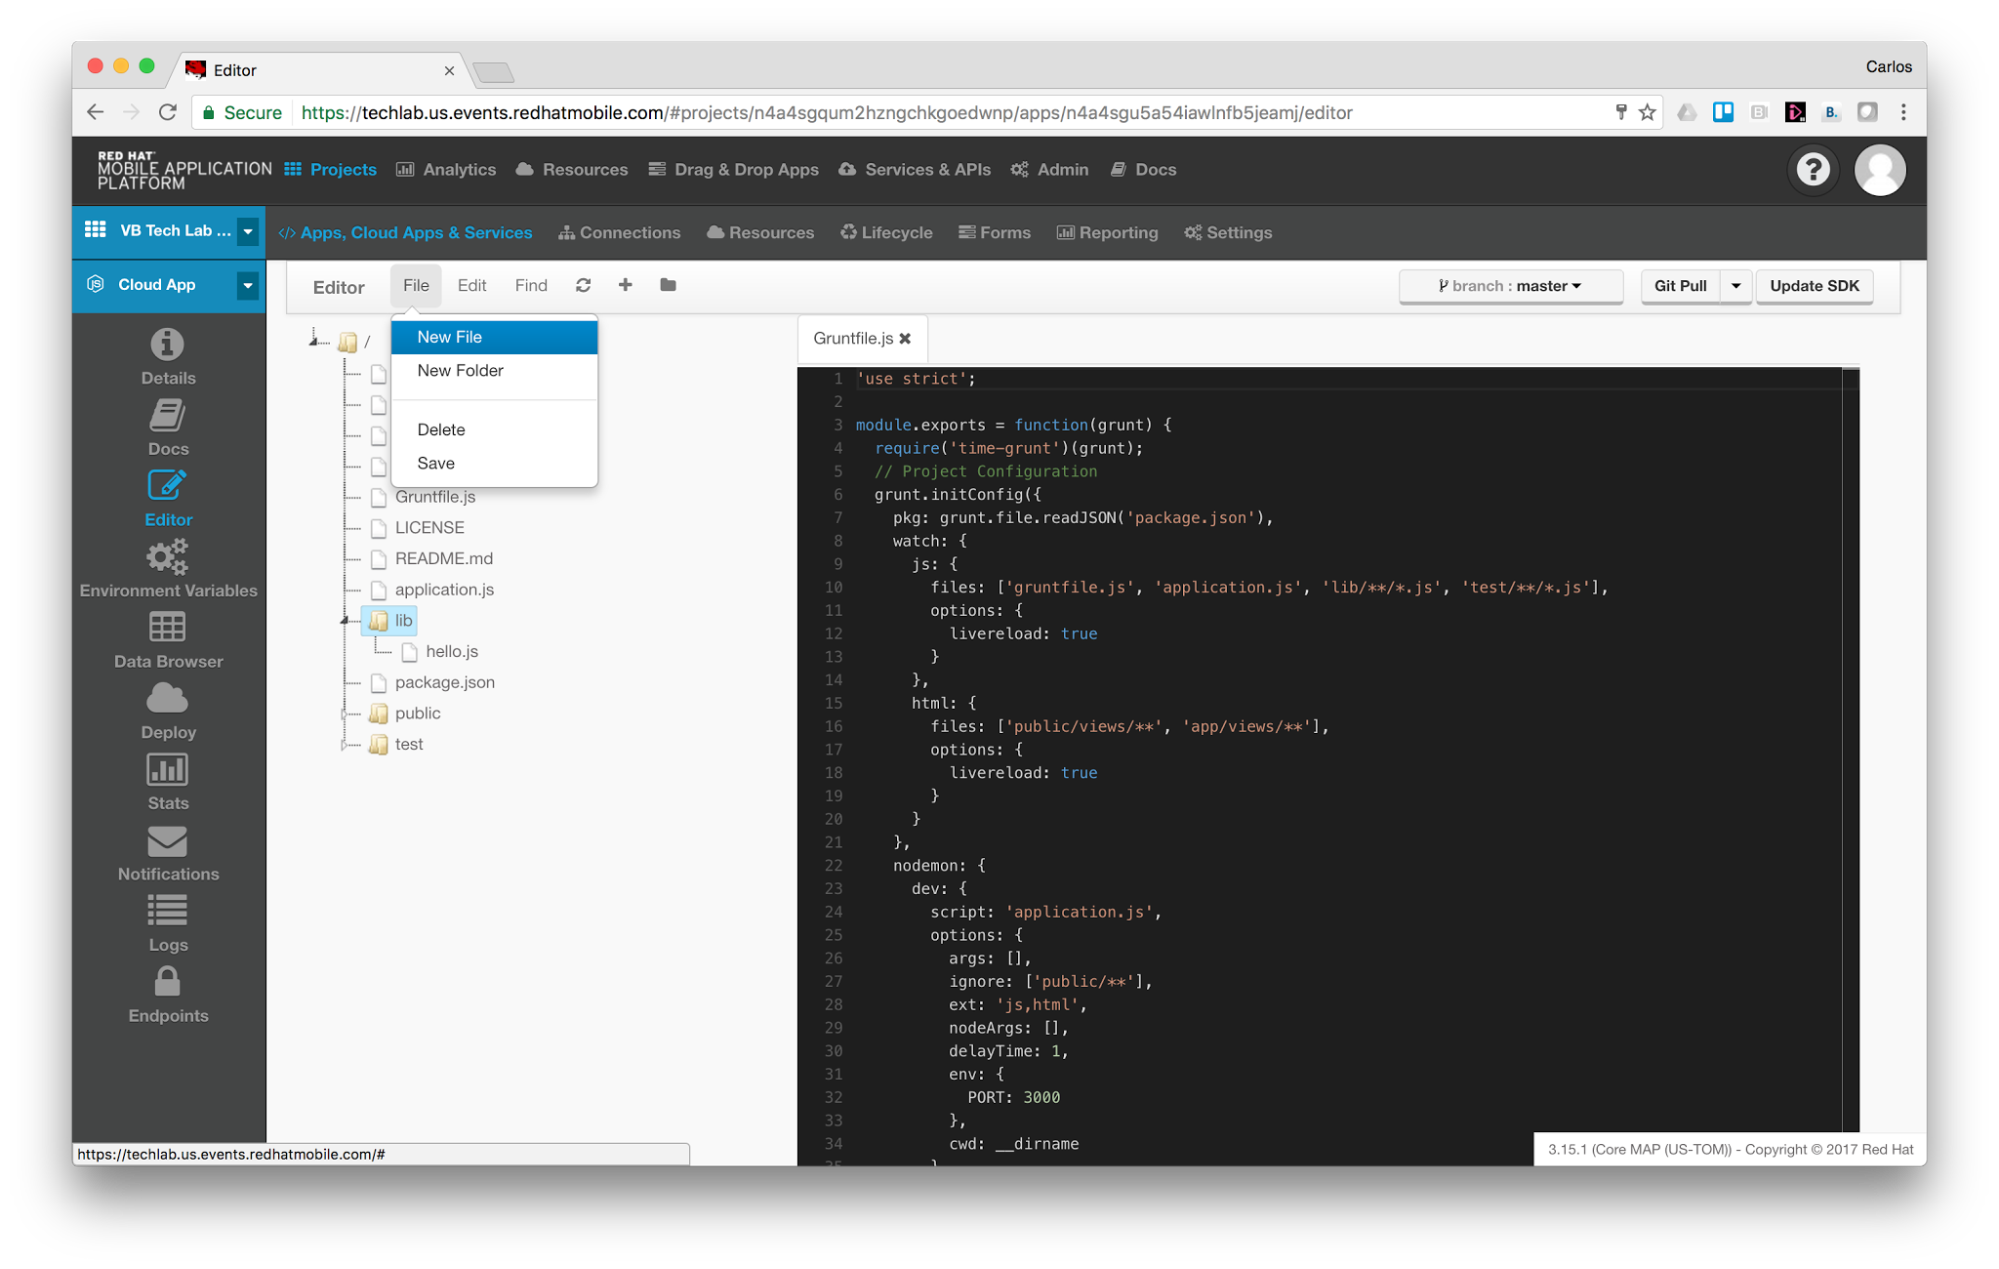 Editor
Carlos
Secure https://techlab.us.events.redhatmobile.com/#projects/n4a4sgqum2hzngchkgoedwnp/apps/n4a4sgu5a54iawlnfb5jeamj/editor
B.
RED HAT
MOBILE APPLICATION
PLATFORM
Projects Analytics Resources Drag & Drop Apps Services & APIs Admin Docs
?
VB Tech Lab ...
</> Apps, Cloud Apps & Services Connections Resources Lifecycle Forms Reporting Settings
Cloud App
Editor File Edit Find
branch : master Git Pull Update SDK
Details
Docs
Editor
Environment Variables
Data Browser
Deploy
Stats
Notifications
Logs
Endpoints
/
New File
New Folder
Delete
Save
Gruntfile.js
LICENSE
README.md
application.js
lib
hello.js
package.json
public
test
Gruntfile.js
1 'use strict';
2
3 module.exports = function(grunt) {
4 require('time-grunt')(grunt);
5 // Project Configuration
6 grunt.initConfig({
7 pkg: grunt.file.readJSON('package.json'),
8 watch: {
9 js: {
10 files: ['gruntfile.js', 'application.js', 'lib/**/*.js', 'test/**/*.js'],
11 options: {
12 livereload: true
13 }
14 },
15 html: {
16 files: ['public/views/**', 'app/views/**'],
17 options: {
18 livereload: true
19 }
20 }
21 },
22 nodemon: {
23 dev: {
24 script: 'application.js',
25 options: {
26 args: [],
27 ignore: ['public/**'],
28 ext: 'js,html',
29 nodeArgs: [],
30 delayTime: 1,
31 env: {
32 PORT: 3000
33 },
34 cwd: __dirname
35 }
https://techlab.us.events.redhatmobile.com/#
3.15.1 (Core MAP (US-TOM)) - Copyright © 2017 Red Hat